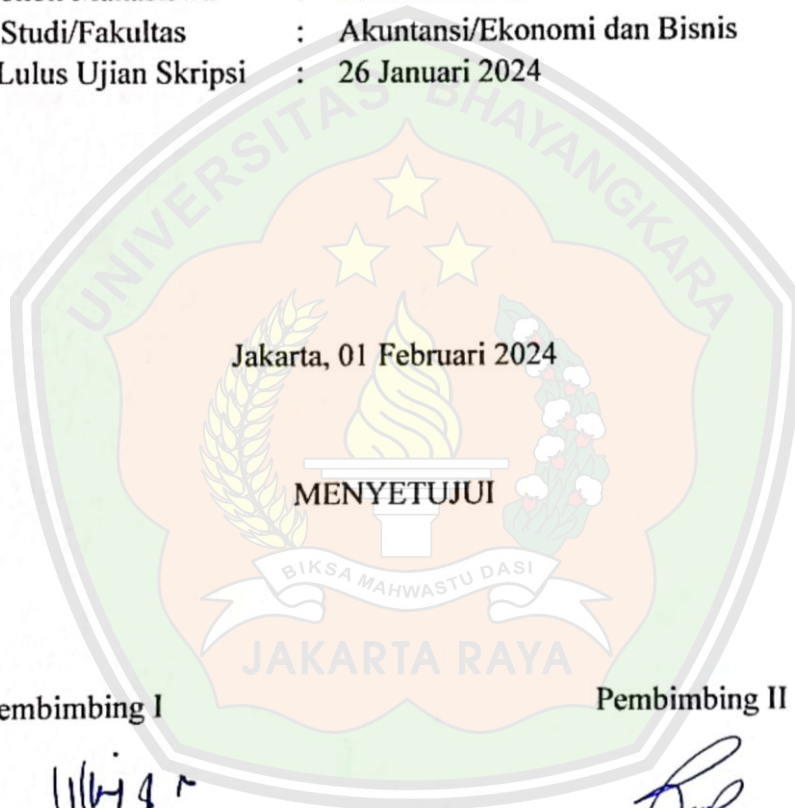 Studi/Fakultas : Akuntansi/Ekonomi dan Bisnis
Lulus Ujian Skripsi : 26 Januari 2024
UNIVERSITAS BHAYANGKARA
Jakarta, 01 Februari 2024
MENYETUJUI
BIKSA MAHWASTU DASI
JAKARTA RAYA
embimbing I Pembimbing II